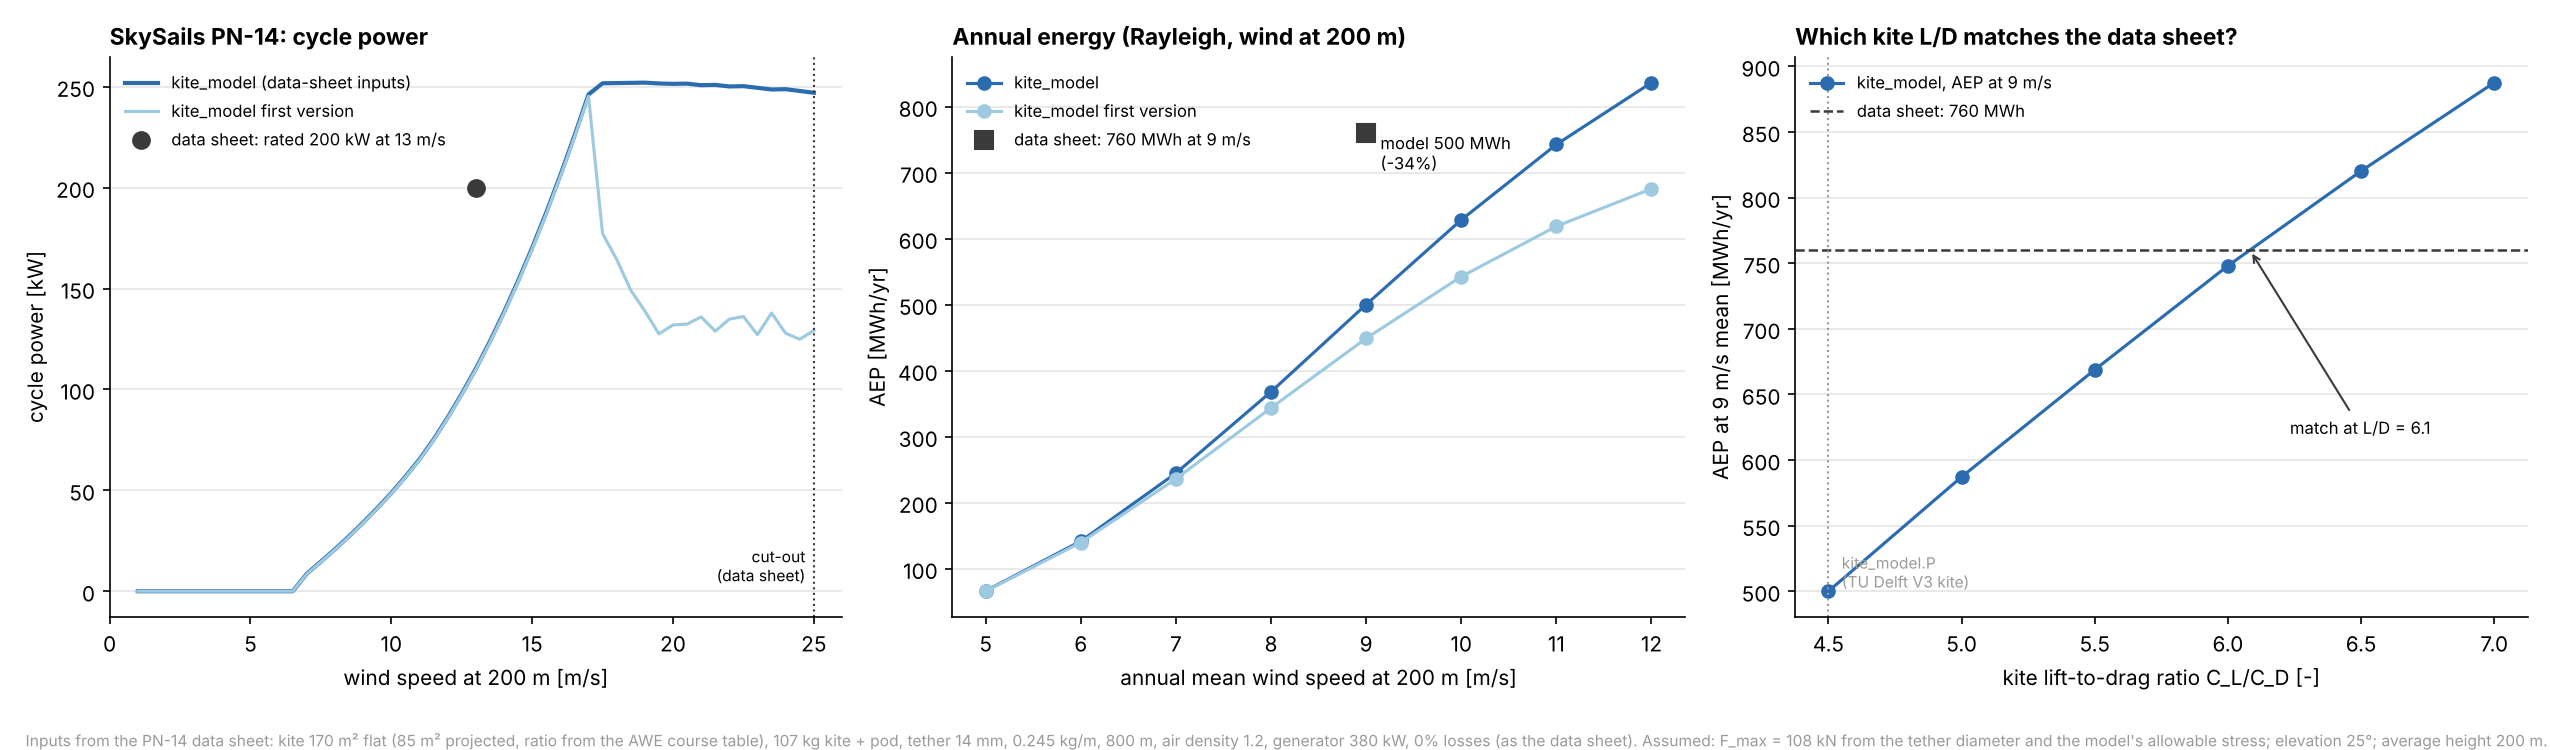 SkySails PN-14: cycle power
kite_model (data-sheet inputs)
kite_model first version
data sheet: rated 200 kW at 13 m/s
250
200
150
100
50
0
cycle power [kW]
cut-out
(data sheet)
0
5
10
15
20
25
wind speed at 200 m [m/s]
Annual energy (Rayleigh, wind at 200 m)
kite_model
kite_model first version
data sheet: 760 MWh at 9 m/s
model 500 MWh
(-34%)
800
700
600
500
400
300
200
100
AEP [MWh/yr]
5
6
7
8
9
10
11
12
annual mean wind speed at 200 m [m/s]
Which kite L/D matches the data sheet?
kite_model, AEP at 9 m/s
data sheet: 760 MWh
900
850
800
750
700
650
600
550
500
AEP at 9 m/s mean [MWh/yr]
match at L/D = 6.1
kite_model.P
(TU Delft V3 kite)
4.5
5.0
5.5
6.0
6.5
7.0
kite lift-to-drag ratio C_L/C_D [-]
Inputs from the PN-14 data sheet: kite 170 m² flat (85 m² projected, ratio from the AWE course table), 107 kg kite + pod, tether 14 mm, 0.245 kg/m, 800 m, air density 1.2, generator 380 kW, 0% losses (as the data sheet). Assumed: F_max = 108 kN from the tether diameter and the model's allowable stress; elevation 25°; average height 200 m.